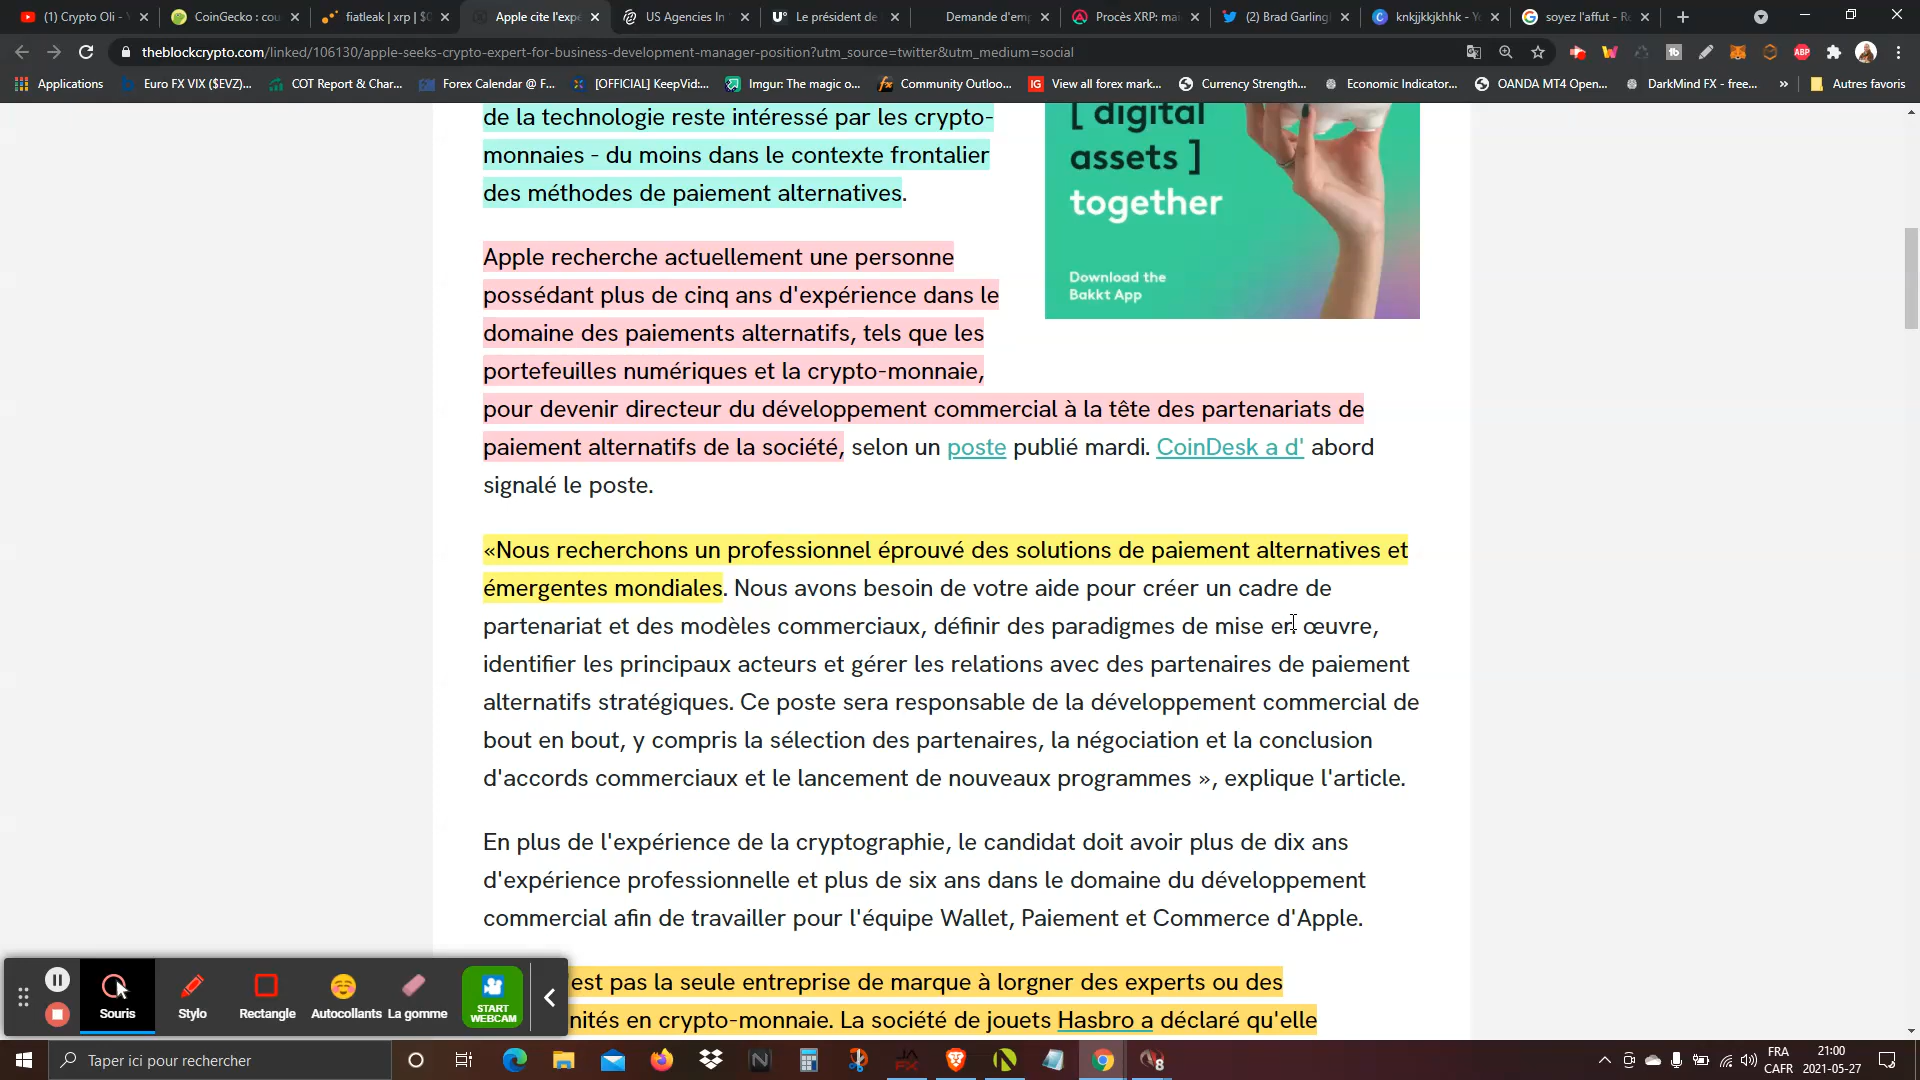 (1) Crypto Oli - Y
CoinGecko : cou
fiatleak | xrp | $0
Apple cite l'expé
US Agencies In
Le président de
Demande d'em
Procès XRP: mai
(2) Brad Garling
knkjjkkjkhhk - Yo
soyez l'affut - Re
theblockcrypto.com/linked/106130/apple-seeks-crypto-expert-for-business-development-manager-position?utm_source=twitter&utm_medium=social
Applications
Euro FX VIX ($EVZ)...
COT Report & Char...
Forex Calendar @ F...
[OFFICIAL] KeepVid:...
Imgur: The magic o...
Community Outloo...
View all forex mark...
Currency Strength...
Economic Indicator...
OANDA MT4 Open...
DarkMind FX - free...
»
Autres favoris
de la technologie reste intéressé par les crypto-
monnaies - du moins dans le contexte frontalier
des méthodes de paiement alternatives.
[ digital
assets ]
together
Download the
Bakkt App
Apple recherche actuellement une personne
possédant plus de cinq ans d'expérience dans le
domaine des paiements alternatifs, tels que les
portefeuilles numériques et la crypto-monnaie,
pour devenir directeur du développement commercial à la tête des partenariats de
paiement alternatifs de la société, selon un poste publié mardi. CoinDesk a d' abord
signalé le poste.
«Nous recherchons un professionnel éprouvé des solutions de paiement alternatives et
émergentes mondiales. Nous avons besoin de votre aide pour créer un cadre de
partenariat et des modèles commerciaux, définir des paradigmes de mise en œuvre,
identifier les principaux acteurs et gérer les relations avec des partenaires de paiement
alternatifs stratégiques. Ce poste sera responsable de la développement commercial de
bout en bout, y compris la sélection des partenaires, la négociation et la conclusion
d'accords commerciaux et le lancement de nouveaux programmes », explique l'article.
En plus de l'expérience de la cryptographie, le candidat doit avoir plus de dix ans
d'expérience professionnelle et plus de six ans dans le domaine du développement
commercial afin de travailler pour l'équipe Wallet, Paiement et Commerce d'Apple.
est pas la seule entreprise de marque à lorgner des experts ou des
nités en crypto-monnaie. La société de jouets Hasbro a déclaré qu'elle
Souris
Stylo
Rectangle
Autocollants
La gomme
START
WEBCAM
Taper ici pour rechercher
FRA
CAFR
21:00
2021-05-27